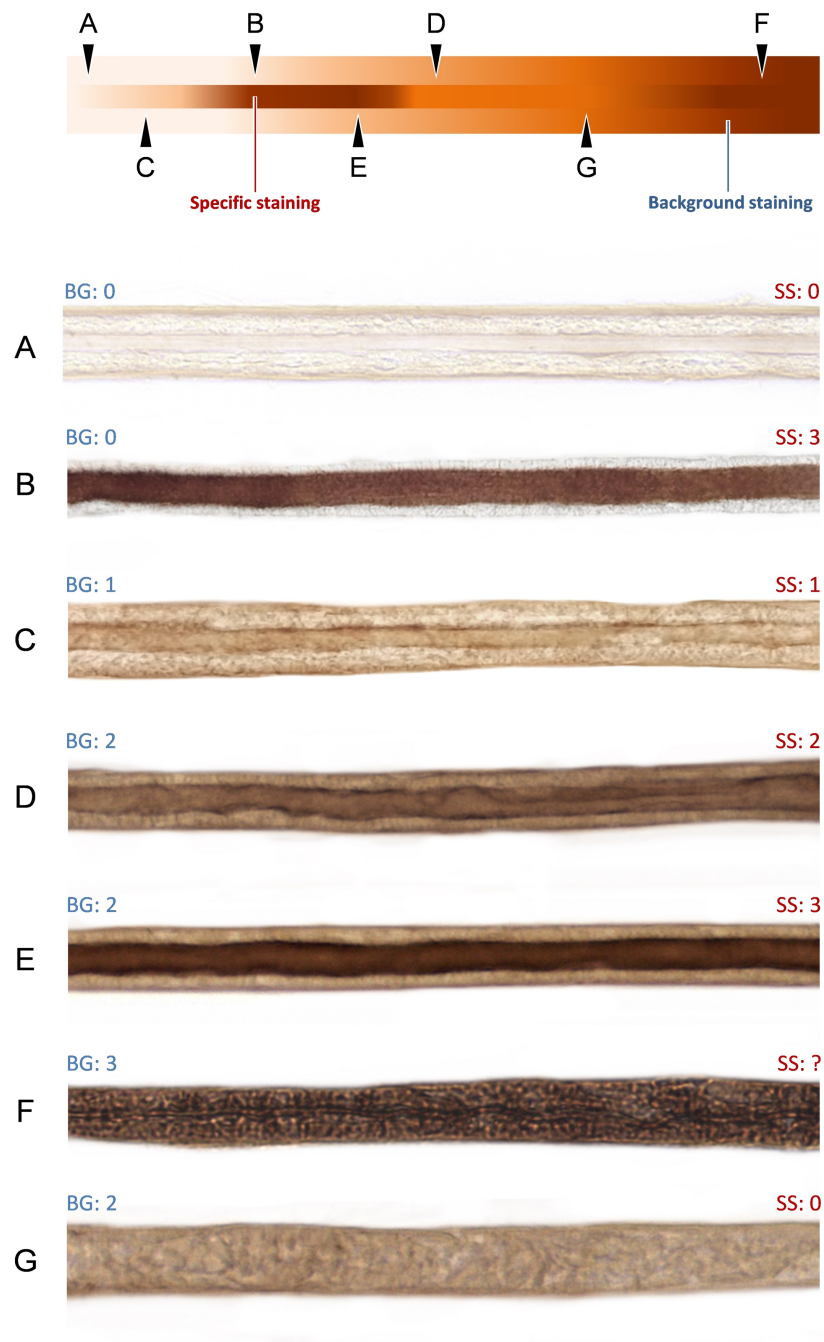 A B D F
C E G
Specific staining Background staining
BG: 0 SS: 0
A
BG: 0 SS: 3
B
BG: 1 SS: 1
C
BG: 2 SS: 2
D
BG: 2 SS: 3
E
BG: 3 SS: ?
F
BG: 2 SS: 0
G